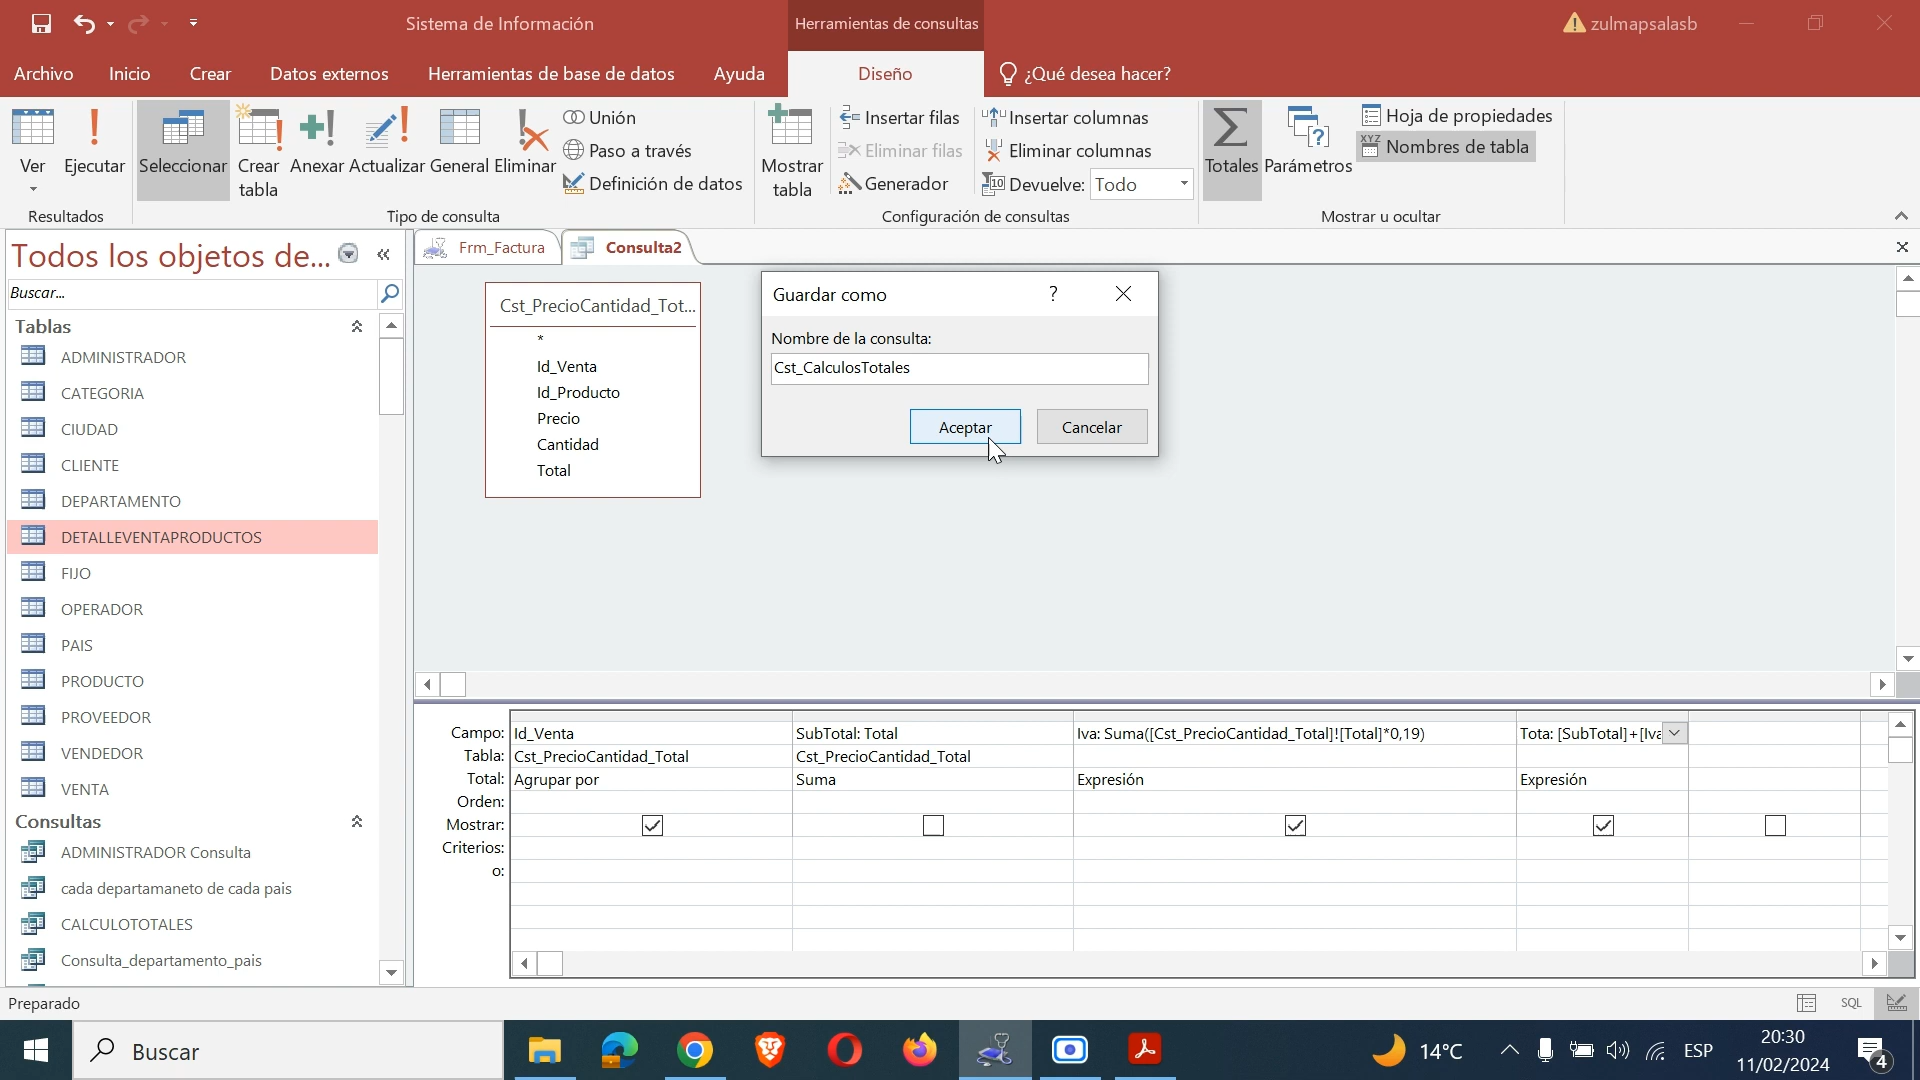 Sistema de Información
Herramientas de consultas
zulmapsalasb
Archivo
Inicio
Crear
Datos externos
Herramientas de base de datos
Ayuda
Diseño
¿Qué desea hacer?
Ver
Ejecutar
Resultados
Seleccionar
Crear
tabla
Anexar
Actualizar
General
Eliminar
Unión
Paso a través
Definición de datos
Tipo de consulta
Mostrar
tabla
Insertar filas
Eliminar filas
Generador
Insertar columnas
Eliminar columnas
Devuelve: Todo
Configuración de consultas
Totales
Parámetros
Hoja de propiedades
XYZ Nombres de tabla
Mostrar u ocultar
Todos los objetos de...
Buscar...
Tablas
ADMINISTRADOR
CATEGORIA
CIUDAD
CLIENTE
DEPARTAMENTO
DETALLEVENTAPRODUCTOS
FIJO
OPERADOR
PAIS
PRODUCTO
PROVEEDOR
VENDEDOR
VENTA
Consultas
ADMINISTRADOR Consulta
cada departamaneto de cada pais
CALCULOTOTALES
Consulta_departamento_pais
Frm_Factura
Consulta2
Cst_PrecioCantidad_Tot...
*
Id_Venta
Id_Producto
Precio
Cantidad
Total
Guardar como
?
Nombre de la consulta:
Cst_CalculosTotales
Aceptar
Cancelar
Campo: Id_Venta SubTotal: Total Iva: Suma([Cst_PrecioCantidad_Total]![Total]*0,19) Tota: [SubTotal]+[Iva
Tabla: Cst_PrecioCantidad_Total Cst_PrecioCantidad_Total
Total: Agrupar por Suma Expresión Expresión
Orden:
Mostrar:
Criterios:
o:
Preparado
SQL
Buscar
14°C
ESP
20:30
11/02/2024
4